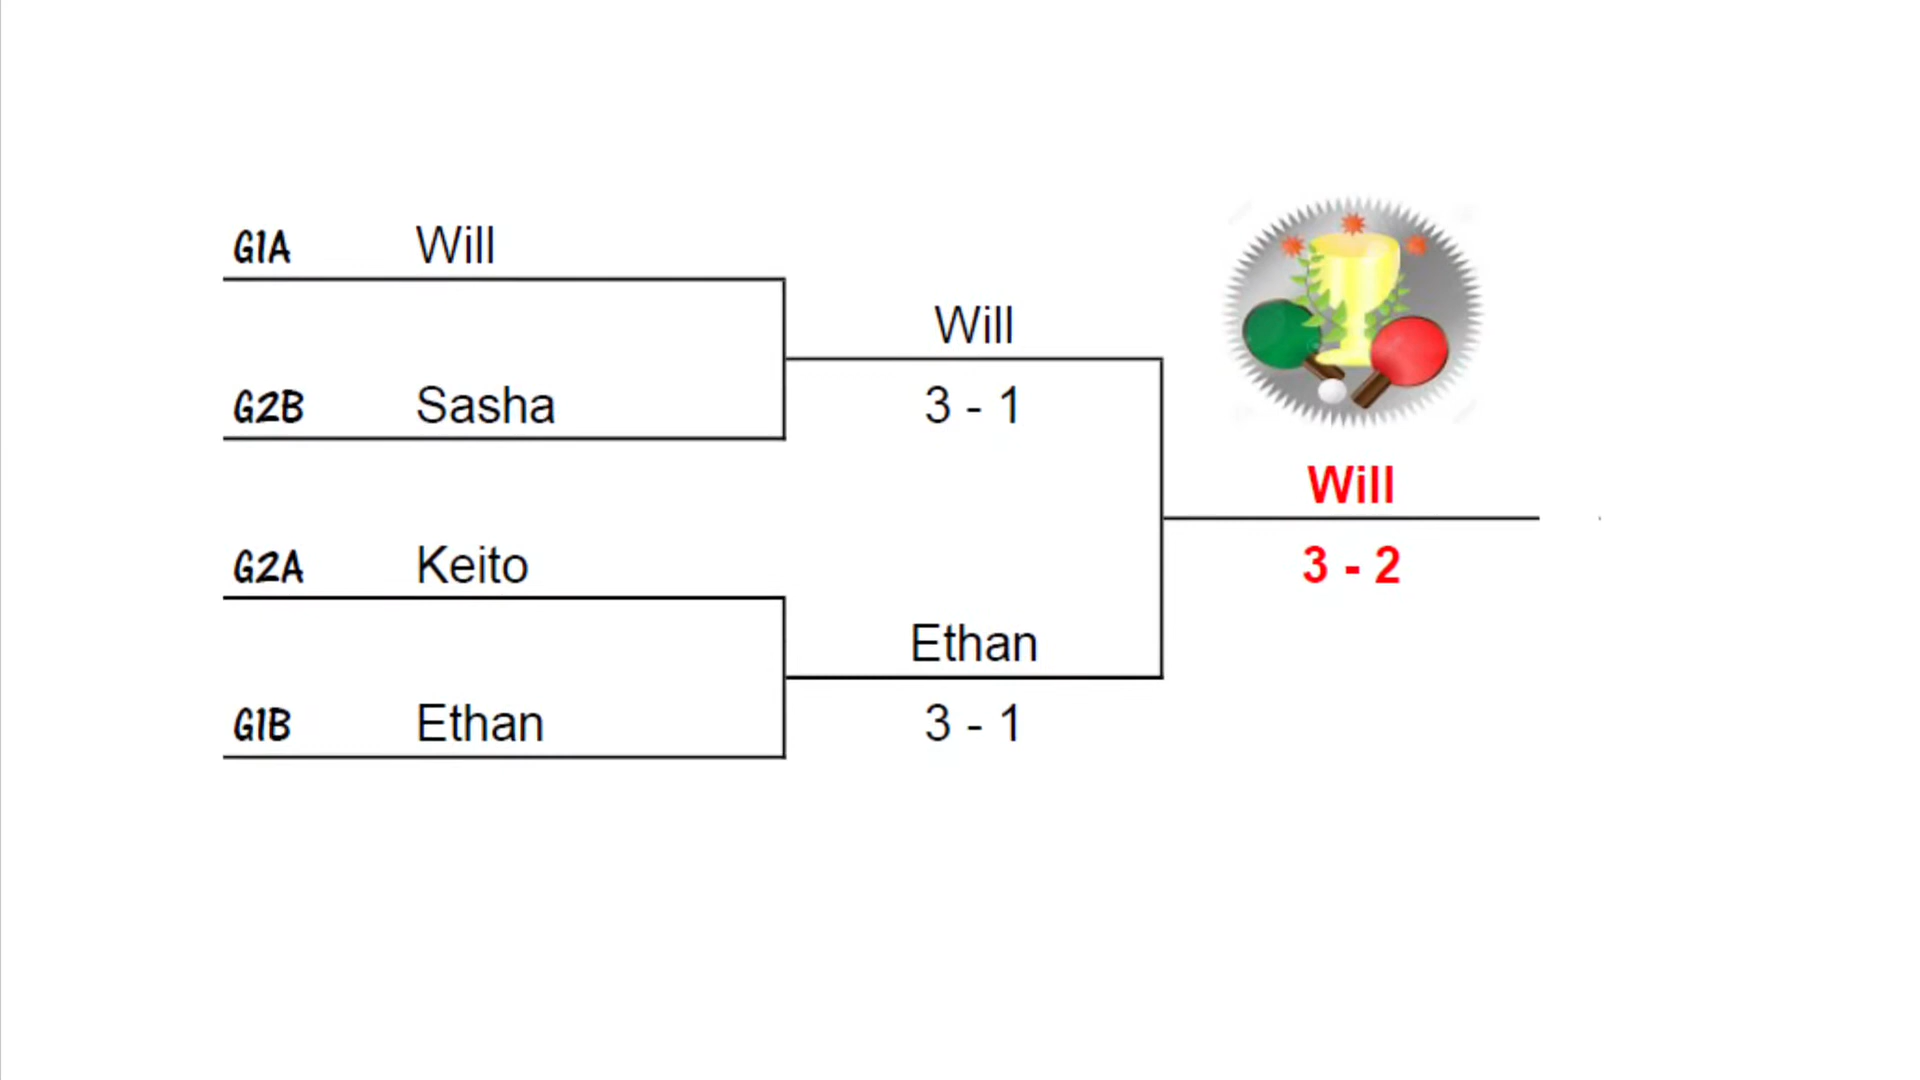 G1A Will
Will
G2B Sasha
3 - 1
Will
G2A Keito
3 - 2
Ethan
G1B Ethan
3 - 1